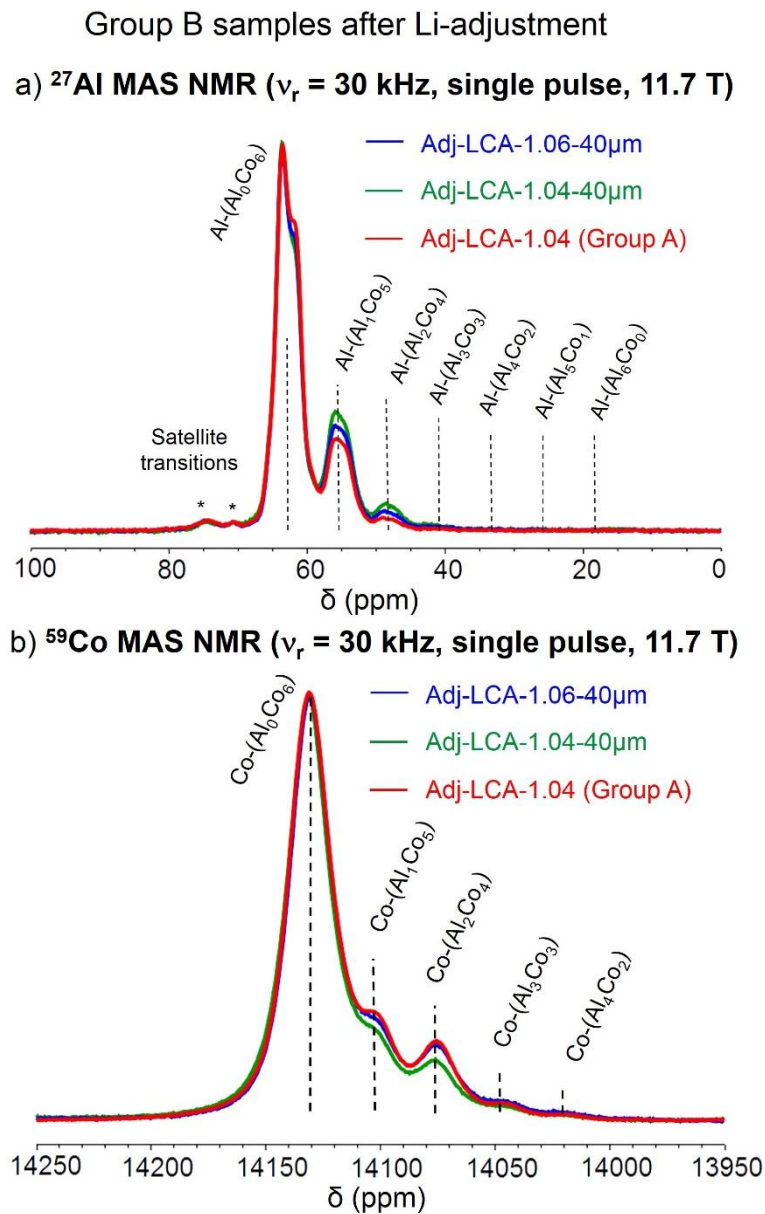 Group B samples after Li-adjustment
a) ²⁷Al MAS NMR (νᵣ = 30 kHz, single pulse, 11.7 T)
Adj-LCA-1.06-40µm
Adj-LCA-1.04-40µm
Adj-LCA-1.04 (Group A)
Al-(Al₀Co₆)
Al-(Al₁Co₅)
Al-(Al₂Co₄)
Al-(Al₃Co₃)
Al-(Al₄Co₂)
Al-(Al₅Co₁)
Al-(Al₆Co₀)
Satellite
transitions
* *
100 80 60 40 20 0
δ (ppm)
b) ⁵⁹Co MAS NMR (νᵣ = 30 kHz, single pulse, 11.7 T)
Adj-LCA-1.06-40µm
Adj-LCA-1.04-40µm
Adj-LCA-1.04 (Group A)
Co-(Al₀Co₆)
Co-(Al₁Co₅)
Co-(Al₂Co₄)
Co-(Al₃Co₃)
Co-(Al₄Co₂)
14250 14200 14150 14100 14050 14000 13950
δ (ppm)